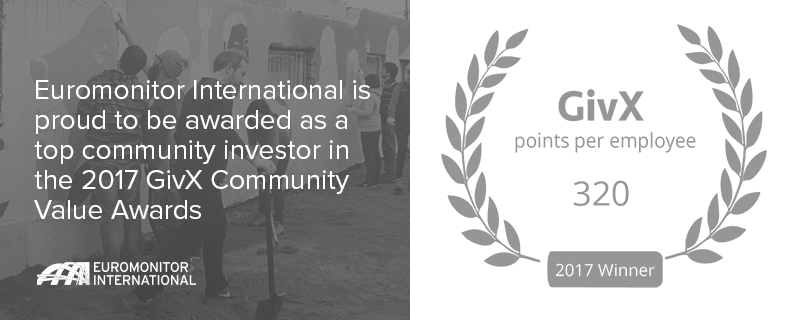 Euromonitor International is
proud to be awarded as a
top community investor in
the 2017 GivX Community
Value Awards
EUROMONITOR
INTERNATIONAL
GivX
points per employee
320
2017 Winner